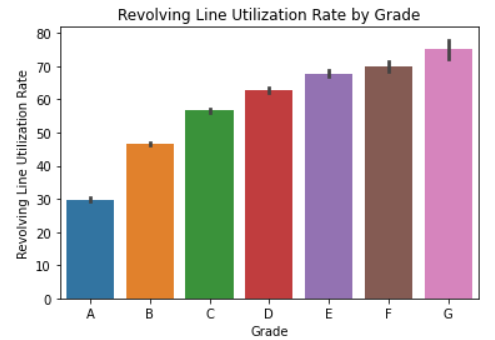 Revolving Line Utilization Rate by Grade
Revolving Line Utilization Rate
80
70
60
50
40
30
20
10
0
A B C D E F G
Grade